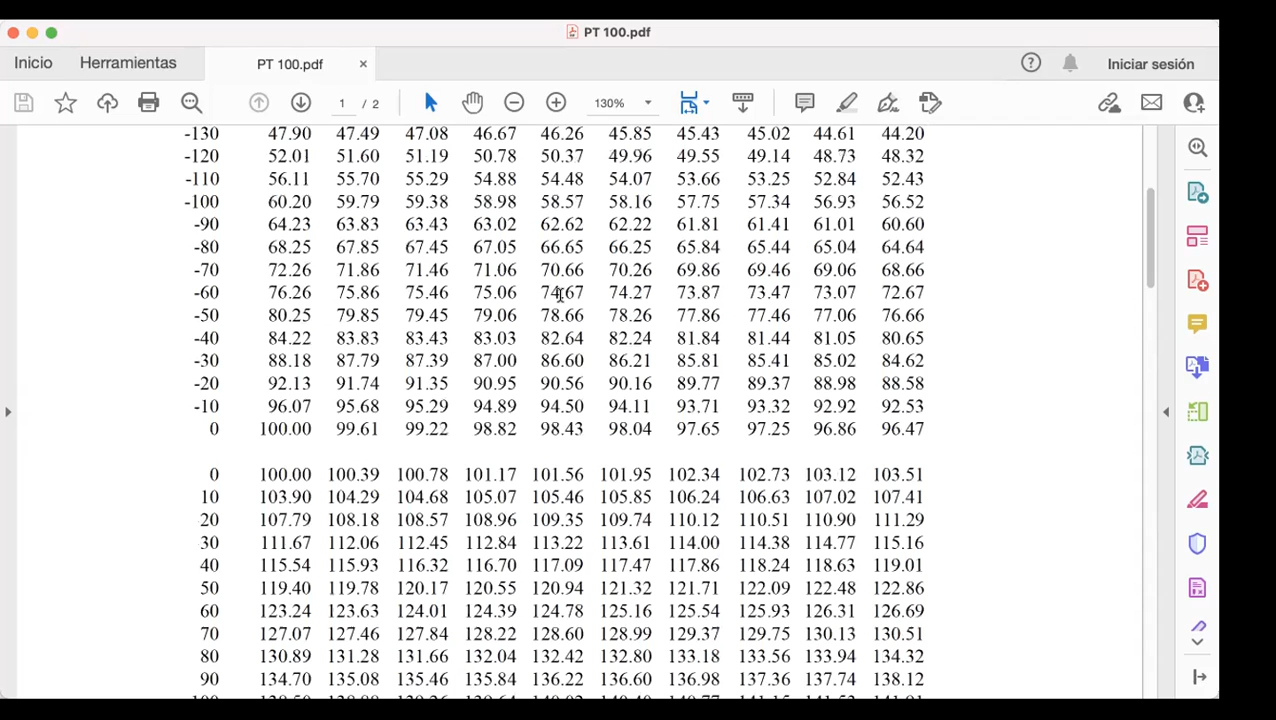 PT 100.pdf
Inicio Herramientas PT 100.pdf × ? Iniciar sesión
1 / 2 130%
-130 47.90 47.49 47.08 46.67 46.26 45.85 45.43 45.02 44.61 44.20
-120 52.01 51.60 51.19 50.78 50.37 49.96 49.55 49.14 48.73 48.32
-110 56.11 55.70 55.29 54.88 54.48 54.07 53.66 53.25 52.84 52.43
-100 60.20 59.79 59.38 58.98 58.57 58.16 57.75 57.34 56.93 56.52
-90 64.23 63.83 63.43 63.02 62.62 62.22 61.81 61.41 61.01 60.60
-80 68.25 67.85 67.45 67.05 66.65 66.25 65.84 65.44 65.04 64.64
-70 72.26 71.86 71.46 71.06 70.66 70.26 69.86 69.46 69.06 68.66
-60 76.26 75.86 75.46 75.06 74.67 74.27 73.87 73.47 73.07 72.67
-50 80.25 79.85 79.45 79.06 78.66 78.26 77.86 77.46 77.06 76.66
-40 84.22 83.83 83.43 83.03 82.64 82.24 81.84 81.44 81.05 80.65
-30 88.18 87.79 87.39 87.00 86.60 86.21 85.81 85.41 85.02 84.62
-20 92.13 91.74 91.35 90.95 90.56 90.16 89.77 89.37 88.98 88.58
-10 96.07 95.68 95.29 94.89 94.50 94.11 93.71 93.32 92.92 92.53
0 100.00 99.61 99.22 98.82 98.43 98.04 97.65 97.25 96.86 96.47
0 100.00 100.39 100.78 101.17 101.56 101.95 102.34 102.73 103.12 103.51
10 103.90 104.29 104.68 105.07 105.46 105.85 106.24 106.63 107.02 107.41
20 107.79 108.18 108.57 108.96 109.35 109.74 110.12 110.51 110.90 111.29
30 111.67 112.06 112.45 112.84 113.22 113.61 114.00 114.38 114.77 115.16
40 115.54 115.93 116.32 116.70 117.09 117.47 117.86 118.24 118.63 119.01
50 119.40 119.78 120.17 120.55 120.94 121.32 121.71 122.09 122.48 122.86
60 123.24 123.63 124.01 124.39 124.78 125.16 125.54 125.93 126.31 126.69
70 127.07 127.46 127.84 128.22 128.60 128.99 129.37 129.75 130.13 130.51
80 130.89 131.28 131.66 132.04 132.42 132.80 133.18 133.56 133.94 134.32
90 134.70 135.08 135.46 135.84 136.22 136.60 136.98 137.36 137.74 138.12